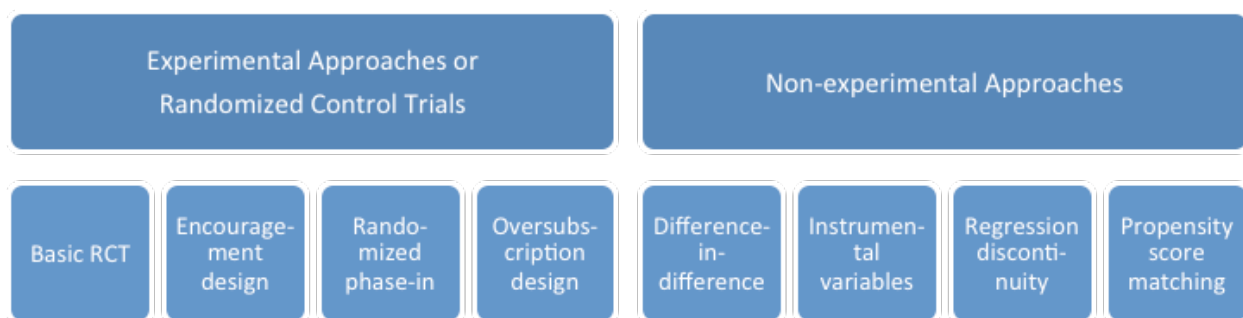 Experimental Approaches or
Randomized Control Trials
Non-experimental Approaches
Basic RCT
Encourage-
ment
design
Rando-
mized
phase-in
Oversubs-
cription
design
Difference-
in-
difference
Instrumen-
tal
variables
Regression
disconti-
nuity
Propensity
score
matching